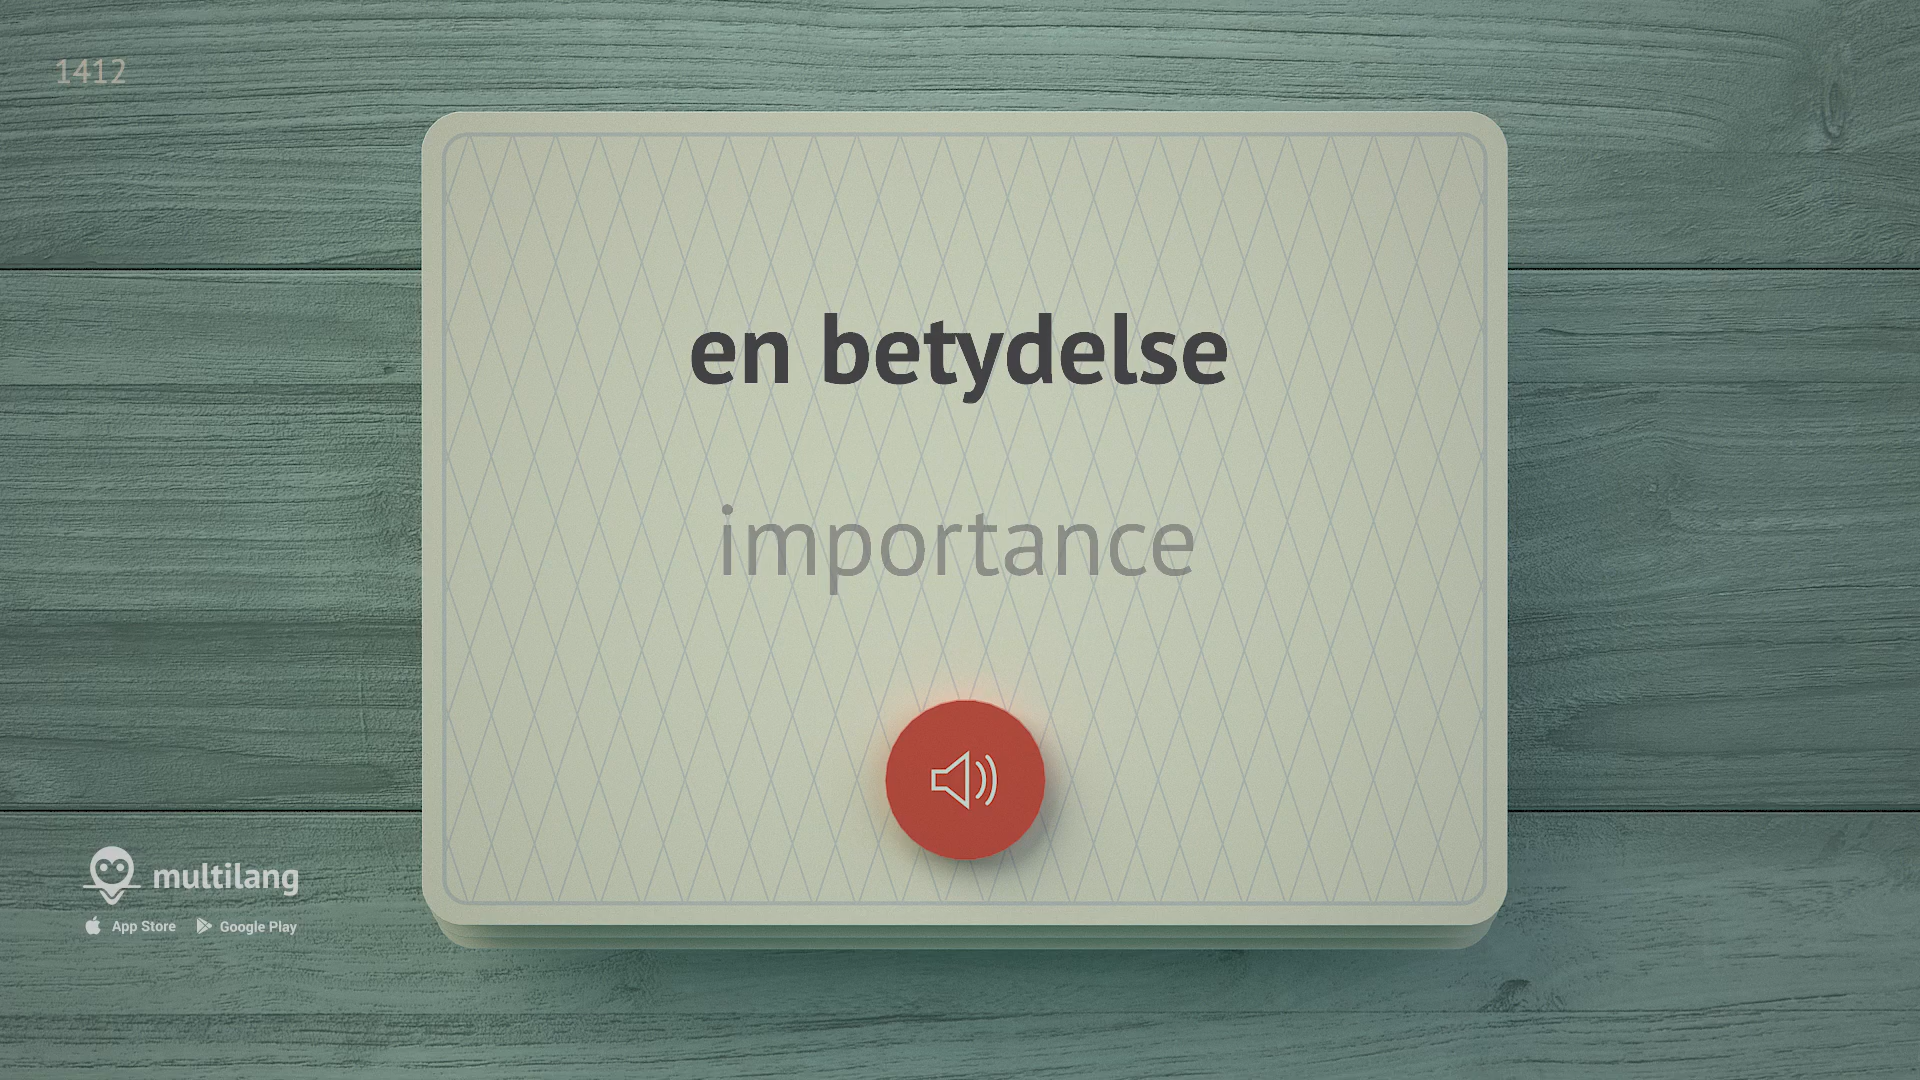 1412
en betydelse
importance
multilang
App Store
Google Play